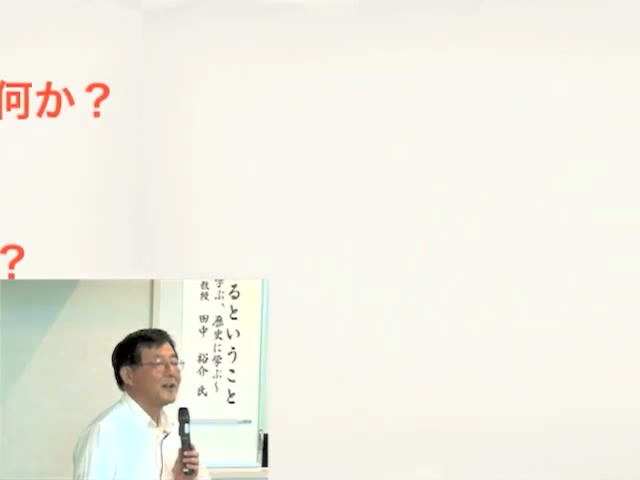 何か？
？
るということ
学ぶ、歴史に学ぶ～
教授 田中 裕介 氏